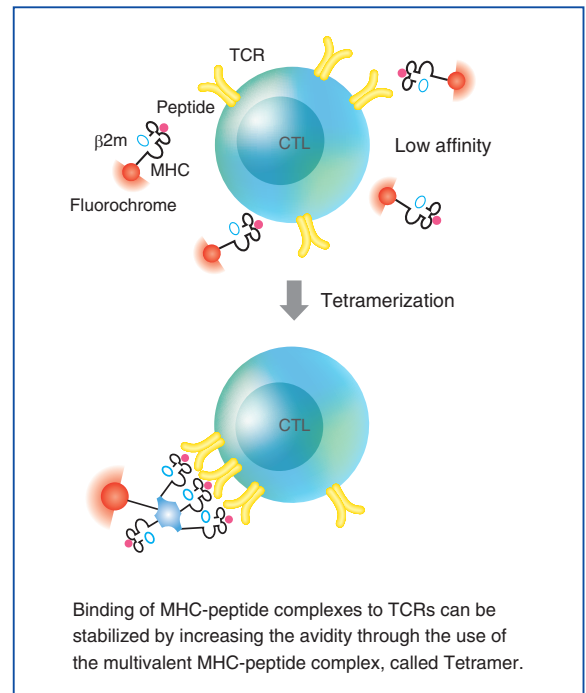 TCR
Peptide
β2m
CTL
Low affinity
MHC
Fluorochrome
Tetramerization
CTL
Binding of MHC-peptide complexes to TCRs can be
stabilized by increasing the avidity through the use of
the multivalent MHC-peptide complex, called Tetramer.